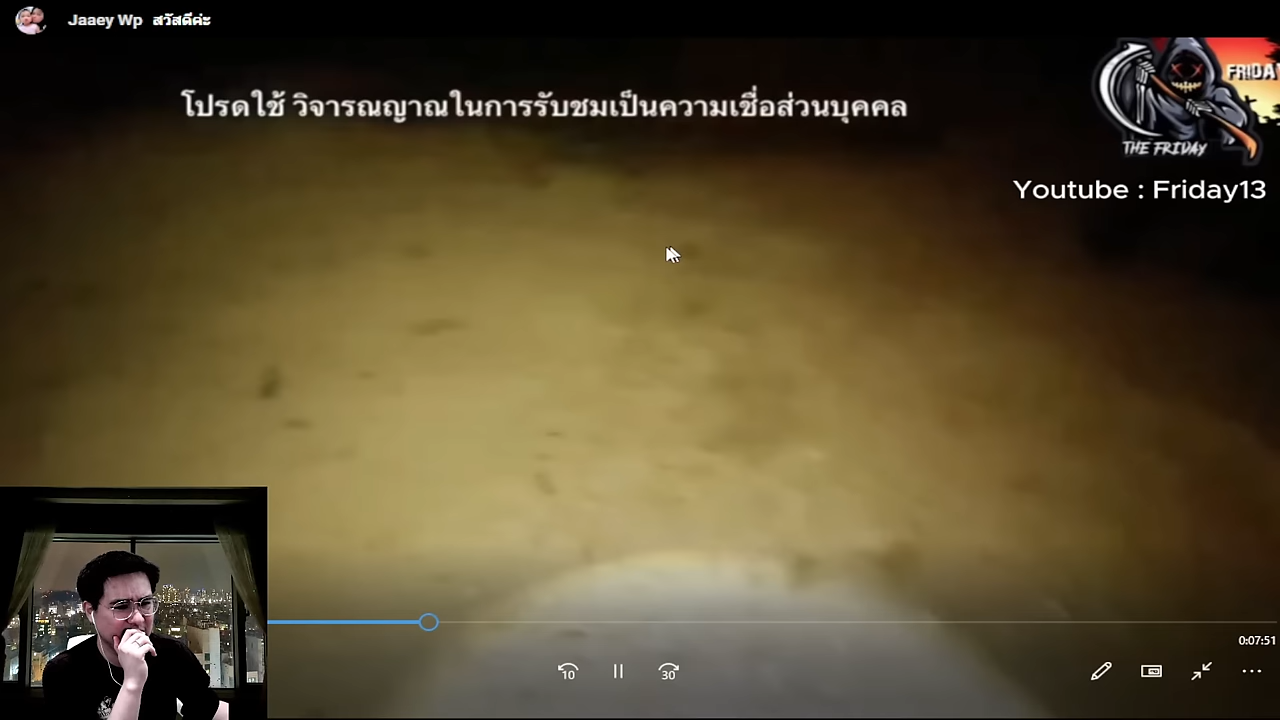 Jaaey Wp สวัสดีค่ะ
FRIDA
โปรดใช้ วิจารณญาณในการรับชมเป็นความเชื่อส่วนบุคคล
THE FRIDAY
Youtube : Friday13
0:07:51
10
30